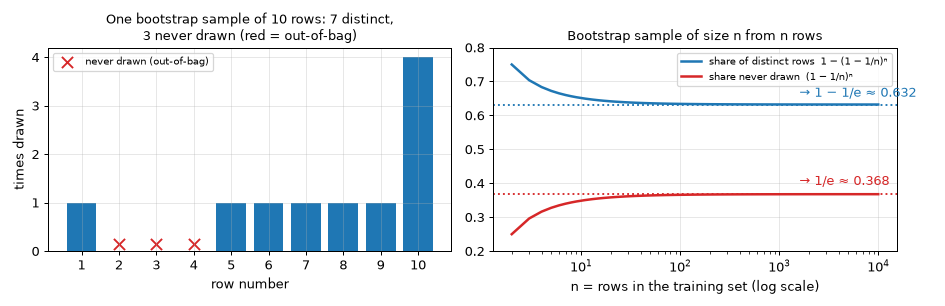 One bootstrap sample of 10 rows: 7 distinct,
3 never drawn (red = out-of-bag)
never drawn (out-of-bag)
times drawn
4
3
2
1
0
1 2 3 4 5 6 7 8 9 10
row number
Bootstrap sample of size n from n rows
share of distinct rows  1 − (1 − 1/n)ⁿ
share never drawn  (1 − 1/n)ⁿ
→ 1 − 1/e ≈ 0.632
→ 1/e ≈ 0.368
0.8
0.7
0.6
0.5
0.4
0.3
0.2
10¹ 10² 10³ 10⁴
n = rows in the training set (log scale)